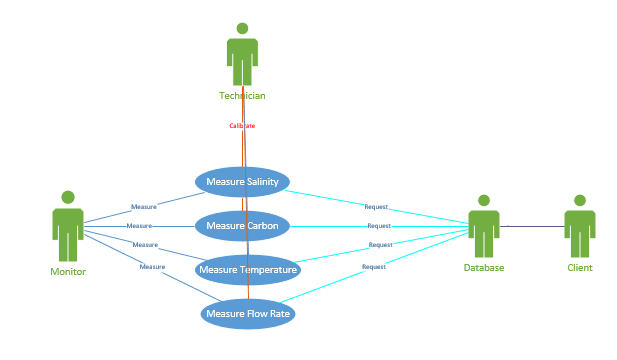 Technician
Calibrate
Measure Salinity
Measure
Request
Measure Carbon
Measure
Request
Measure
Request
Measure Temperature
Measure
Request
Monitor
Database
Client
Measure Flow Rate